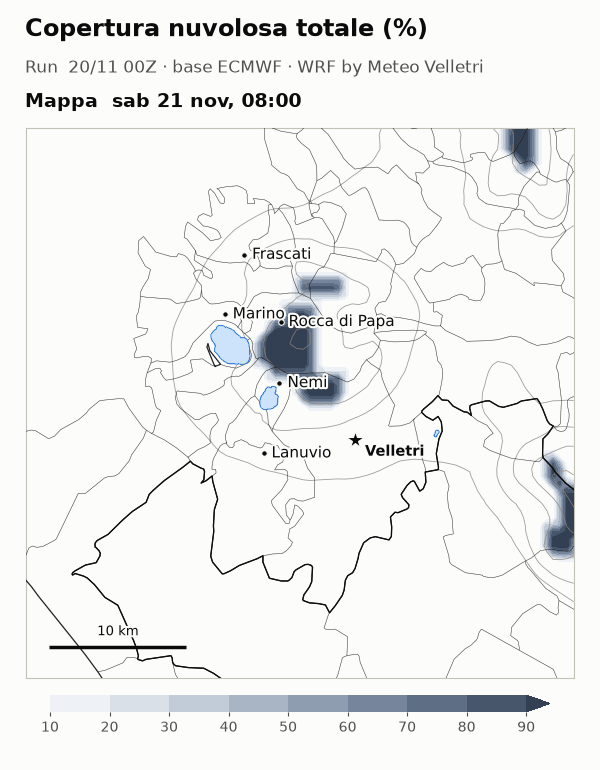 Copertura nuvolosa totale (%)
Run  20/11 00Z · base ECMWF · WRF by Meteo Velletri
Mappa  sab 21 nov, 08:00
Frascati
Marino
Rocca di Papa
Nemi
Velletri
Lanuvio
10 km
10 20 30 40 50 60 70 80 90